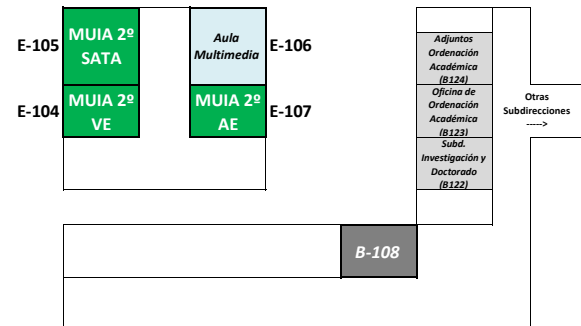 E-105
MUIA 2º
SATA
Aula
Multimedia
E-106
E-104
MUIA 2º
VE
MUIA 2º
AE
E-107
Adjuntos
Ordenación
Académica
(B124)
Oficina de
Ordenación
Académica
(B123)
Subd.
Investigación y
Doctorado
(B122)
Otras
Subdirecciones
----->
B-108